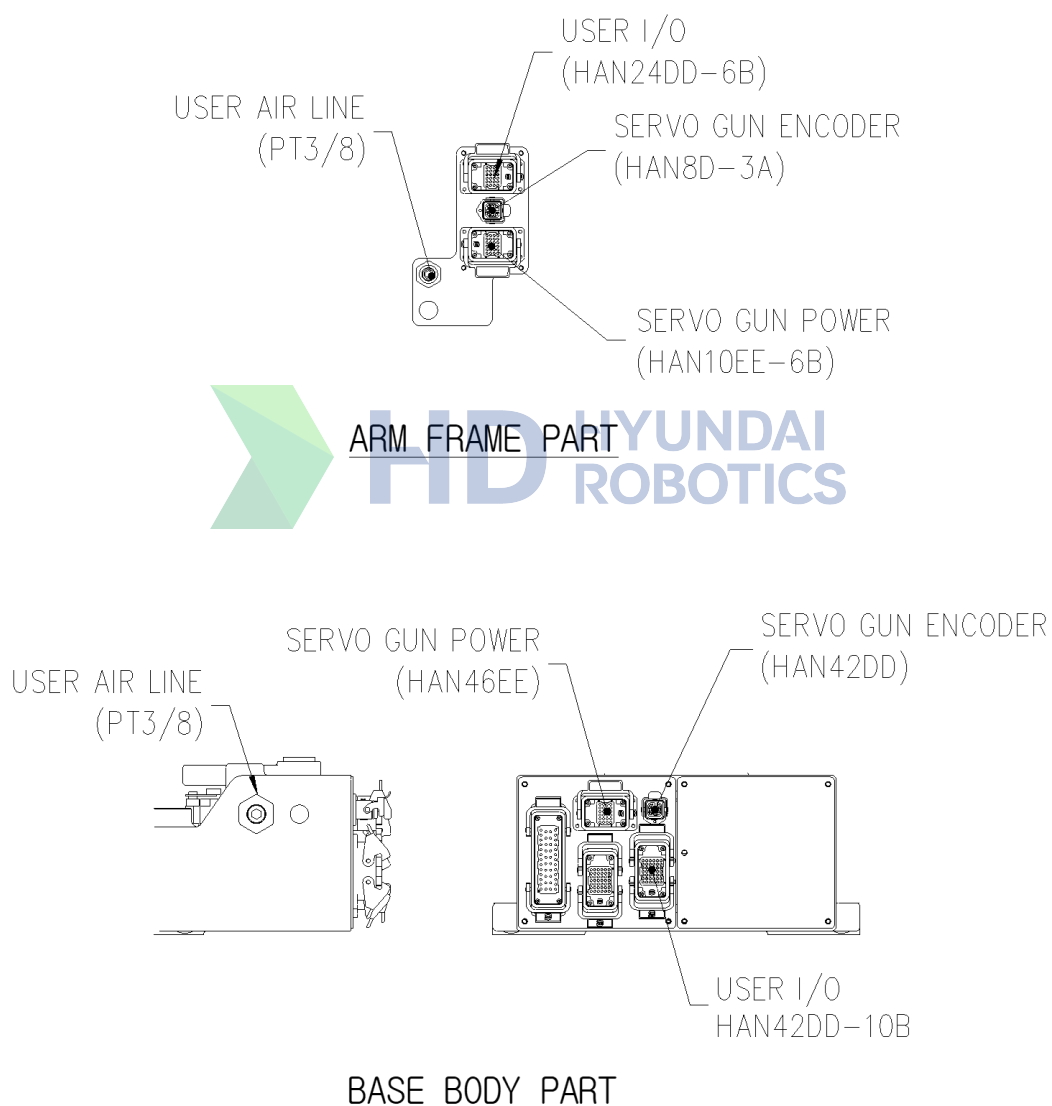 USER I/O
(HAN24DD-6B)
USER AIR LINE
(PT3/8)
SERVO GUN ENCODER
(HAN8D-3A)
SERVO GUN POWER
(HAN10EE-6B)
HD HYUNDAI
ROBOTICS
ARM FRAME PART
SERVO GUN POWER
(HAN46EE)
SERVO GUN ENCODER
(HAN42DD)
USER AIR LINE
(PT3/8)
USER I/O
HAN42DD-10B
BASE BODY PART